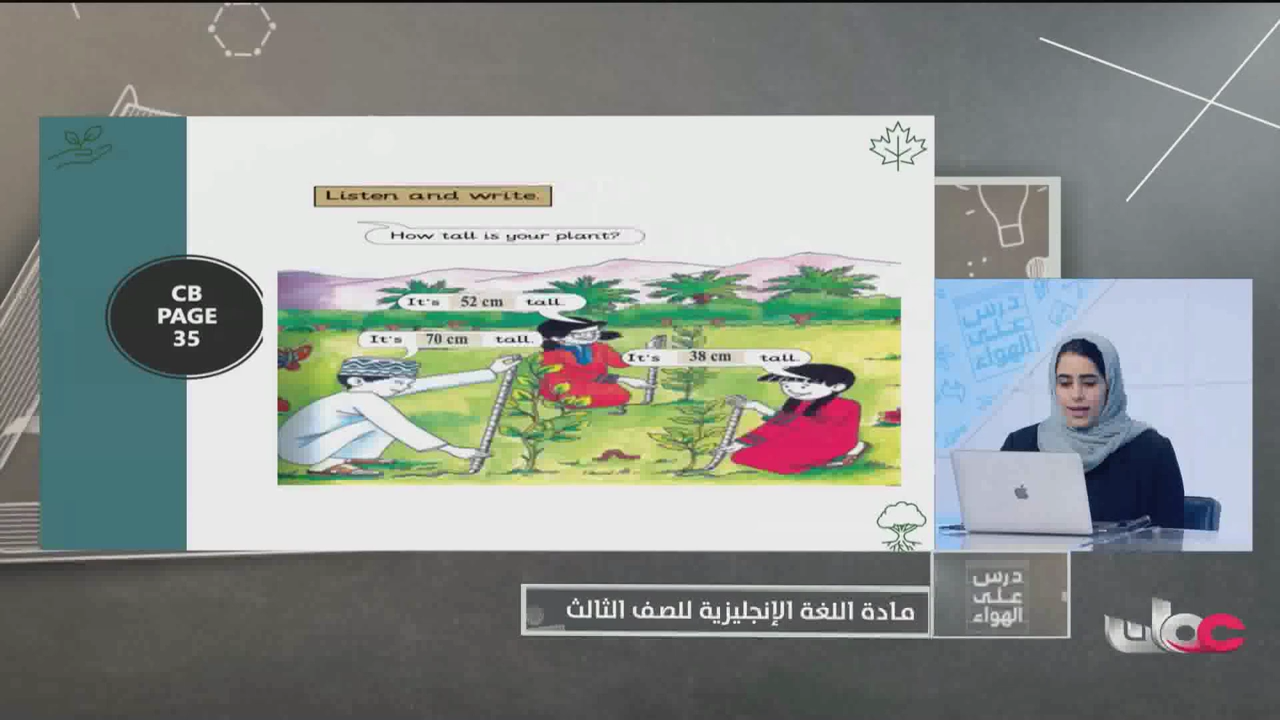 Listen and write.
How tall is your plant?
CB
PAGE
35
It's 52 cm tall.
It's 70 cm tall.
It's 38 cm tall.
درس
على
الهواء
مادة اللغة الإنجليزية للصف الثالث
درس
على
الهواء